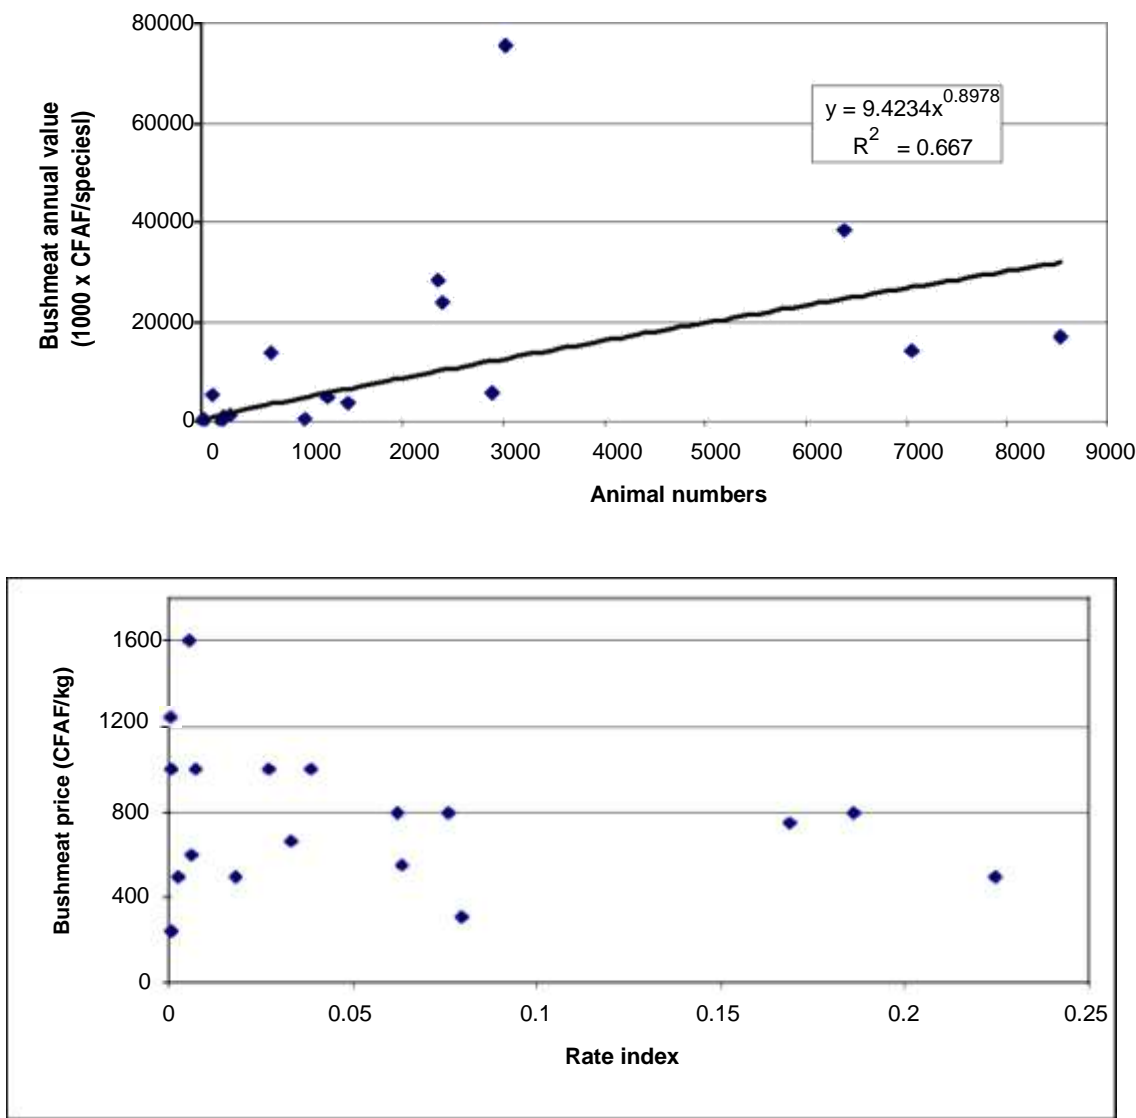 80000
60000
40000
20000
0
Bushmeat annual value
(1000 x CFAF/speciesl)
y = 9.4234x^0.8978
R^2 = 0.667
0 1000 2000 3000 4000 5000 6000 7000 8000 9000
Animal numbers
1600
1200
800
400
0
Bushmeat price (CFAF/kg)
0 0.05 0.1 0.15 0.2 0.25
Rate index